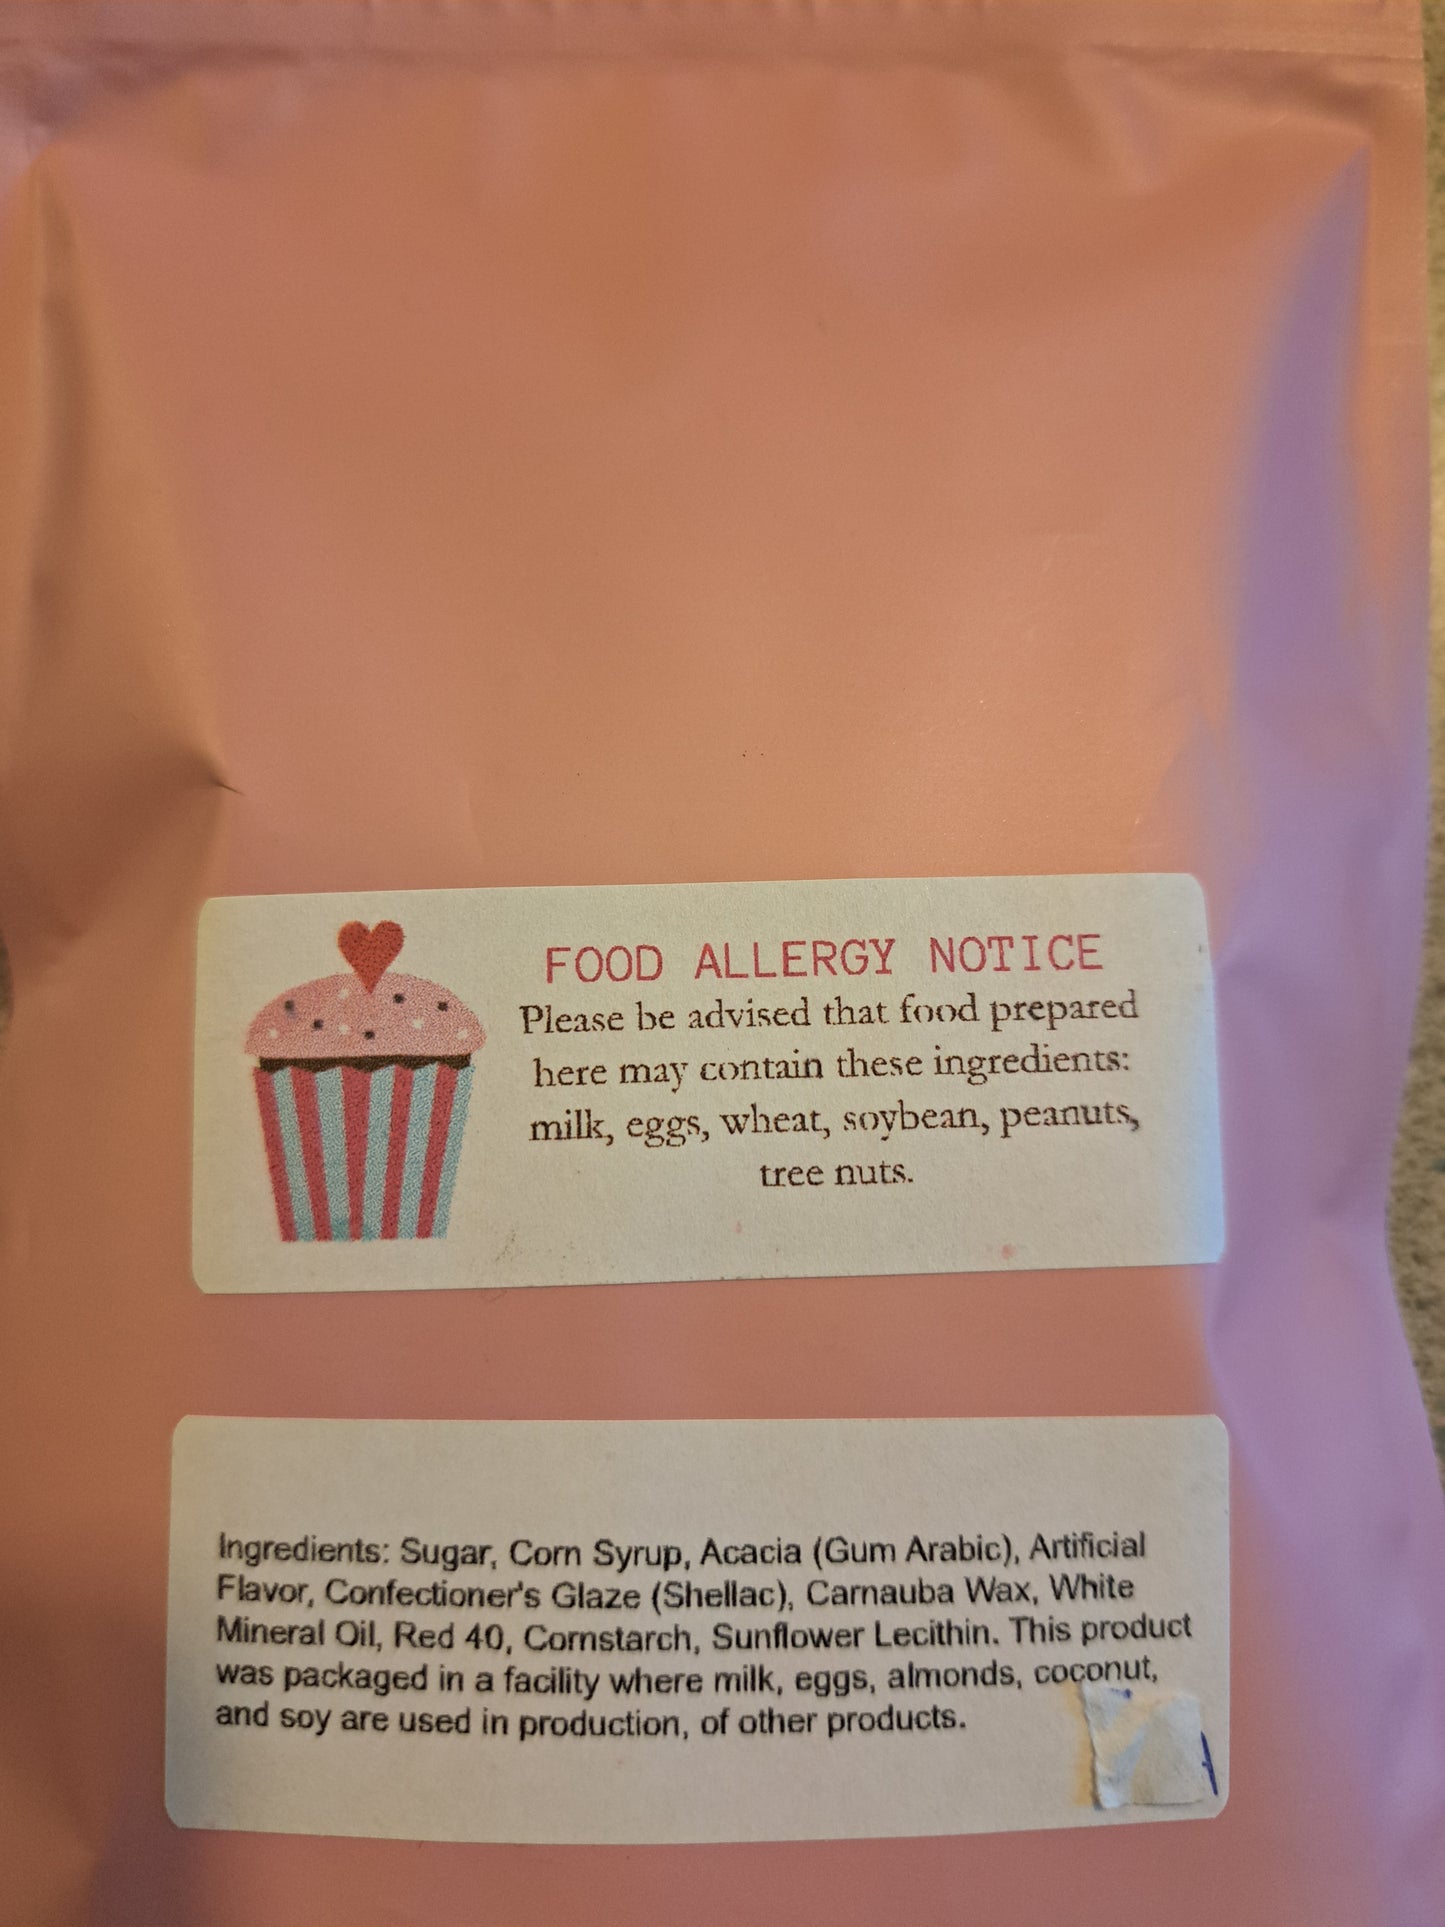 FOOD ALLERGY NOTICE
Please be advised that food prepared
here may contain these ingredients:
milk, eggs, wheat, soybean, peanuts,
tree nuts.
Ingredients: Sugar, Corn Syrup, Acacia (Gum Arabic), Artificial
Flavor, Confectioner's Glaze (Shellac), Carnauba Wax, White
Mineral Oil, Red 40, Cornstarch, Sunflower Lecithin. This product
was packaged in a facility where milk, eggs, almonds, coconut,
and soy are used in production, of other products.